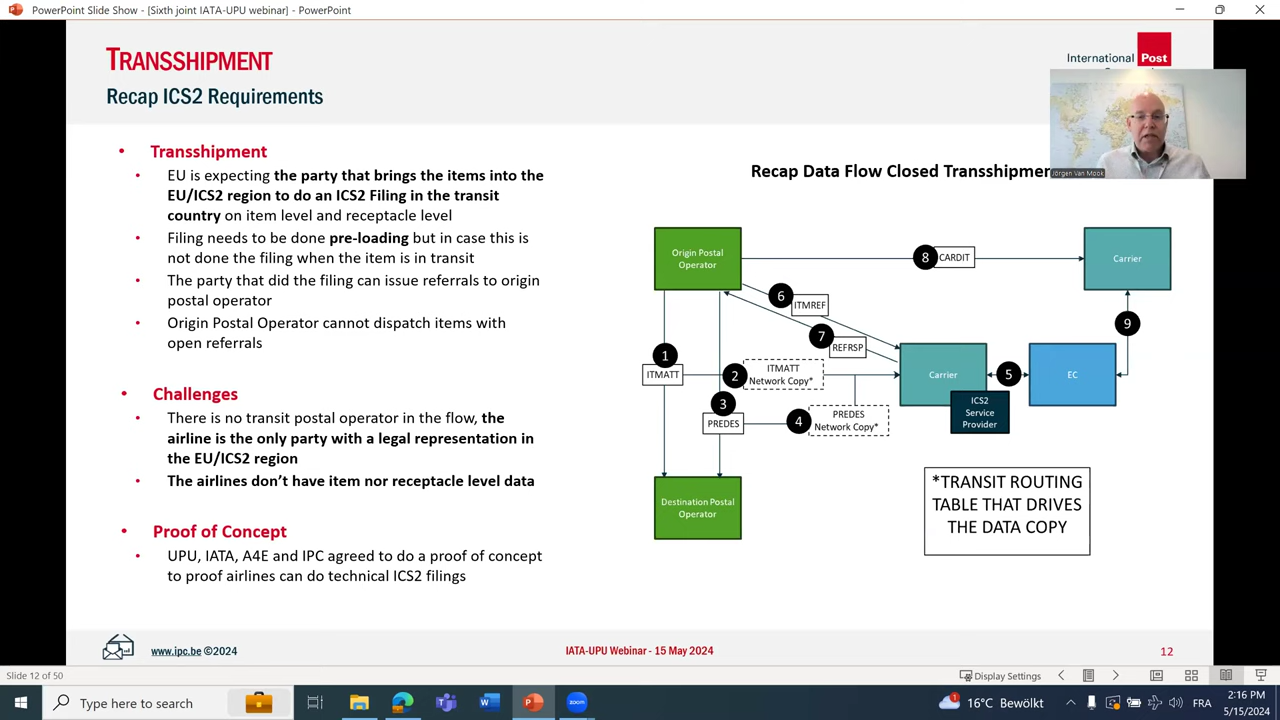 PowerPoint Slide Show - [Sixth joint IATA-UPU webinar] - PowerPoint
TRANSSHIPMENT
Recap ICS2 Requirements
International Post
Jörgen Van Mook
• Transshipment
• EU is expecting the party that brings the items into the
EU/ICS2 region to do an ICS2 Filing in the transit
country on item level and receptacle level
• Filing needs to be done pre-loading but in case this is
not done the filing when the item is in transit
• The party that did the filing can issue referrals to origin
postal operator
• Origin Postal Operator cannot dispatch items with
open referrals
• Challenges
• There is no transit postal operator in the flow, the
airline is the only party with a legal representation in
the EU/ICS2 region
• The airlines don't have item nor receptacle level data
• Proof of Concept
• UPU, IATA, A4E and IPC agreed to do a proof of concept
to proof airlines can do technical ICS2 filings
Recap Data Flow Closed Transshipmen
Origin Postal
Operator
8
CARDIT
Carrier
6
ITMREF
7
REFRSP
9
1
ITMATT
2
ITMATT
Network Copy*
Carrier
5
EC
3
PREDES
4
PREDES
Network Copy*
ICS2
Service
Provider
Destination Postal
Operator
*TRANSIT ROUTING
TABLE THAT DRIVES
THE DATA COPY
www.ipc.be ©2024
IATA-UPU Webinar - 15 May 2024
12
Slide 12 of 50
Display Settings
Type here to search
1
16°C Bewölkt
FRA
2:16 PM
5/15/2024